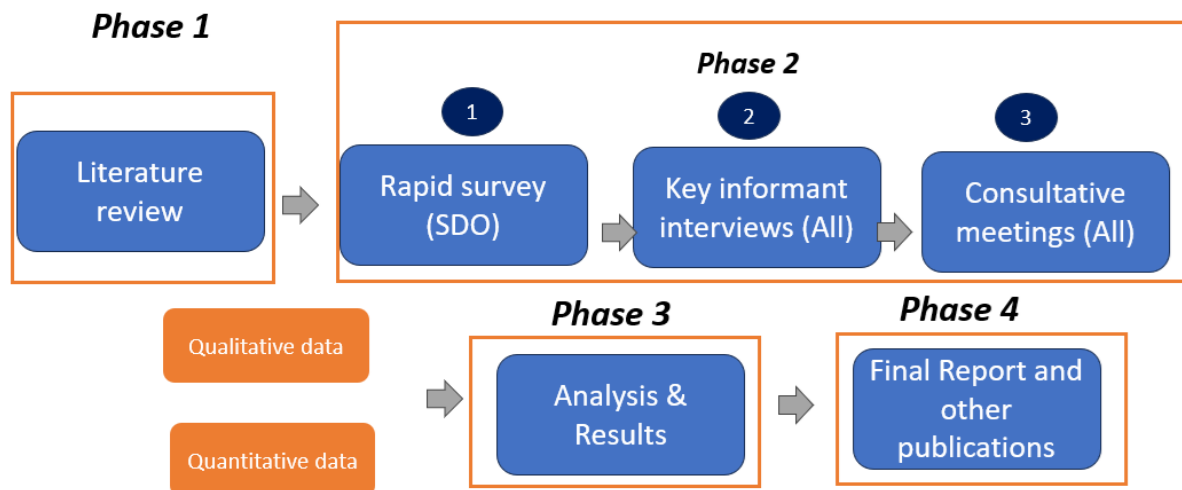 Phase 1
Phase 2
1
2
3
Literature
review
Rapid survey
(SDO)
Key informant
interviews (All)
Consultative
meetings (All)
Phase 3
Phase 4
Qualitative data
Quantitative data
Analysis &
Results
Final Report and
other
publications